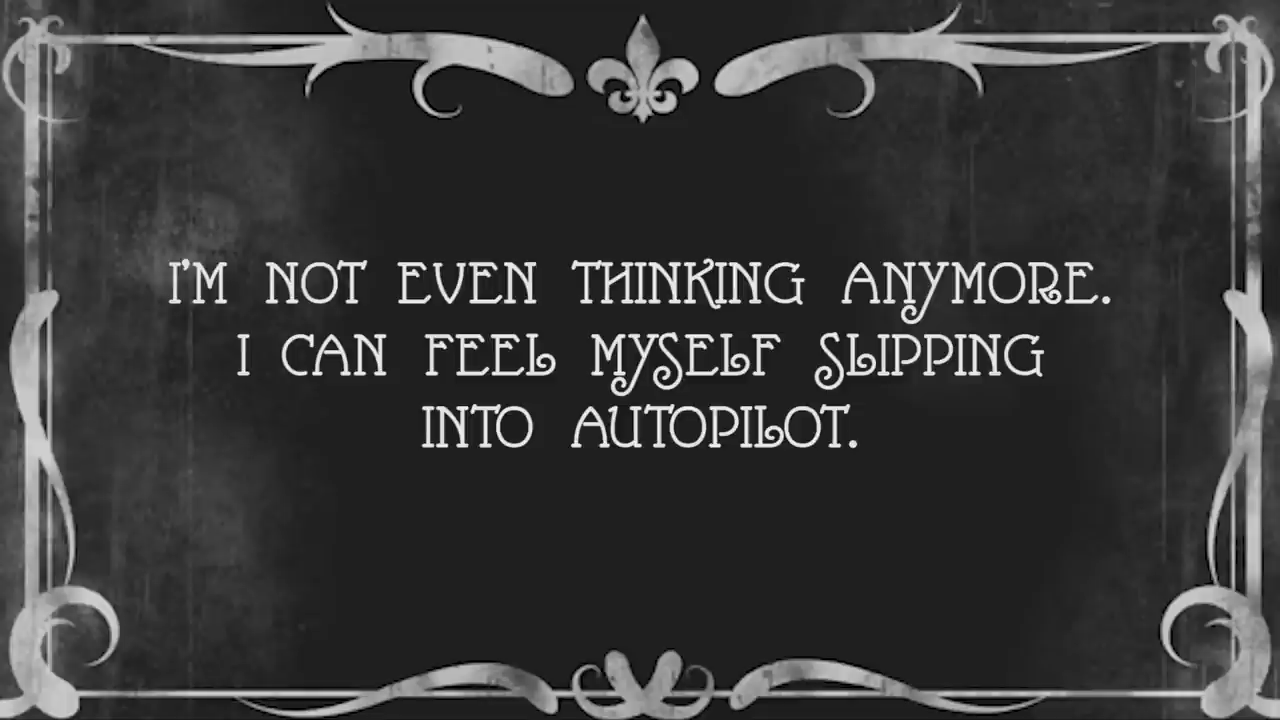 I'M NOT EVEN THINKING ANYMORE.
I CAN FEEL MYSELF SLIPPING
INTO AUTOPILOT.